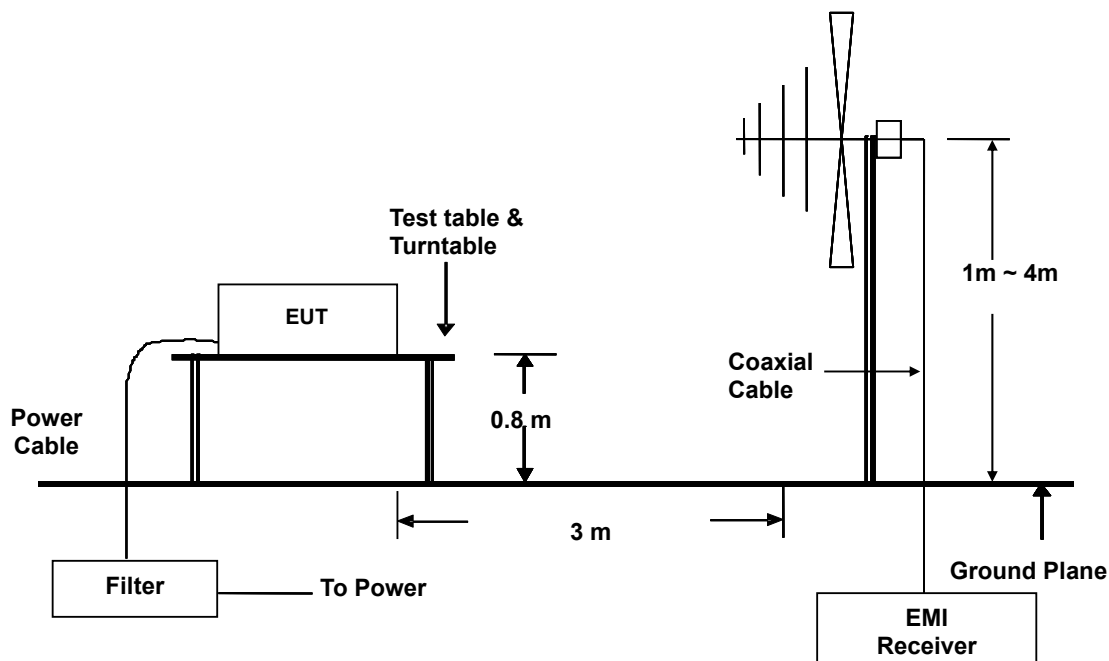 Test table &
Turntable
EUT
1m ~ 4m
Coaxial
Cable
0.8 m
Power
Cable
3 m
Ground Plane
Filter
To Power
EMI
Receiver